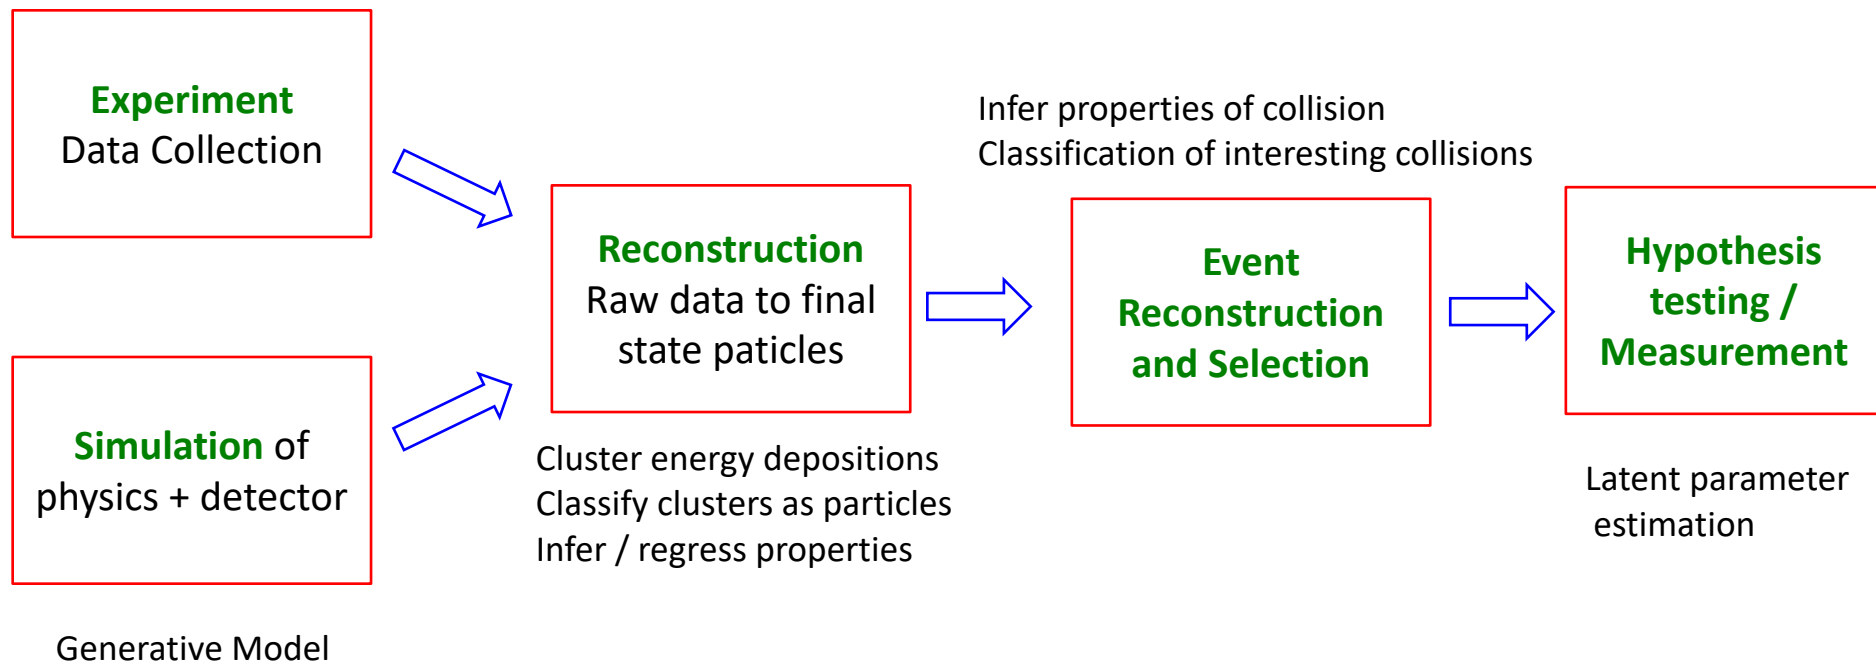 Experiment
Data Collection
Simulation of
physics + detector
Generative Model
Reconstruction
Raw data to final
state paticles
Cluster energy depositions
Classify clusters as particles
Infer / regress properties
Infer properties of collision
Classification of interesting collisions
Event
Reconstruction
and Selection
Hypothesis
testing /
Measurement
Latent parameter
estimation